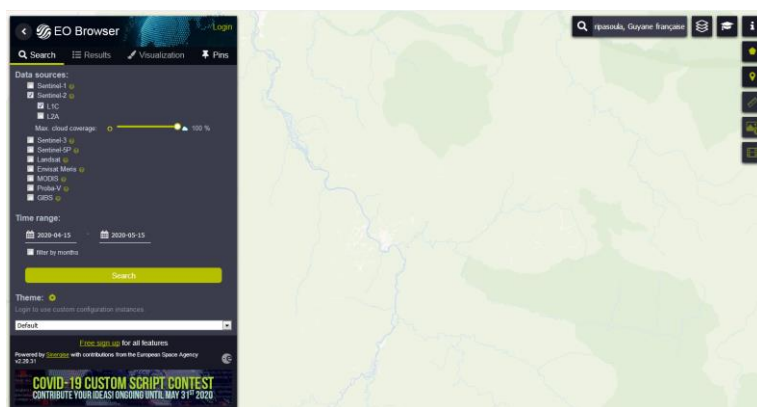 EO Browser
Login
Search
Results
Visualization
Pins
Data sources:
Sentinel-1
Sentinel-2
L1C
L2A
Max. cloud coverage:
100 %
Sentinel-3
Sentinel-5P
Landsat
Envisat Meris
MODIS
Proba-V
GIBS
Time range:
2020-04-15 - 2020-05-15
filter by months
Search
Theme:
Login to use custom configuration instances.
Default
Free sign up for all features
Powered by Sinergise with contributions from the European Space Agency
v2.20.31
COVID-19 CUSTOM SCRIPT CONTEST
CONTRIBUTE YOUR IDEAS! ONGOING UNTIL MAY 31ST 2020
ripasoula, Guyane française